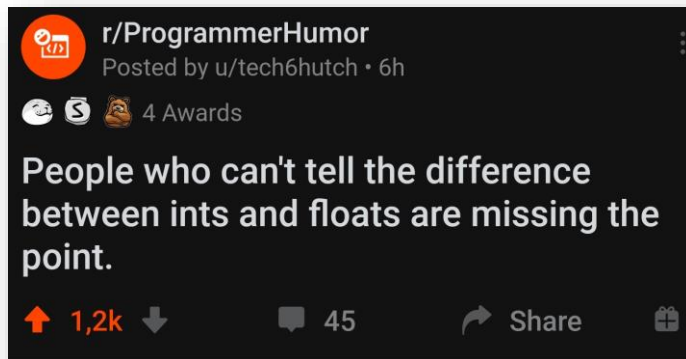 r/ProgrammerHumor
Posted by u/tech6hutch • 6h
4 Awards
People who can't tell the difference
between ints and floats are missing the
point.
1,2k 45 Share